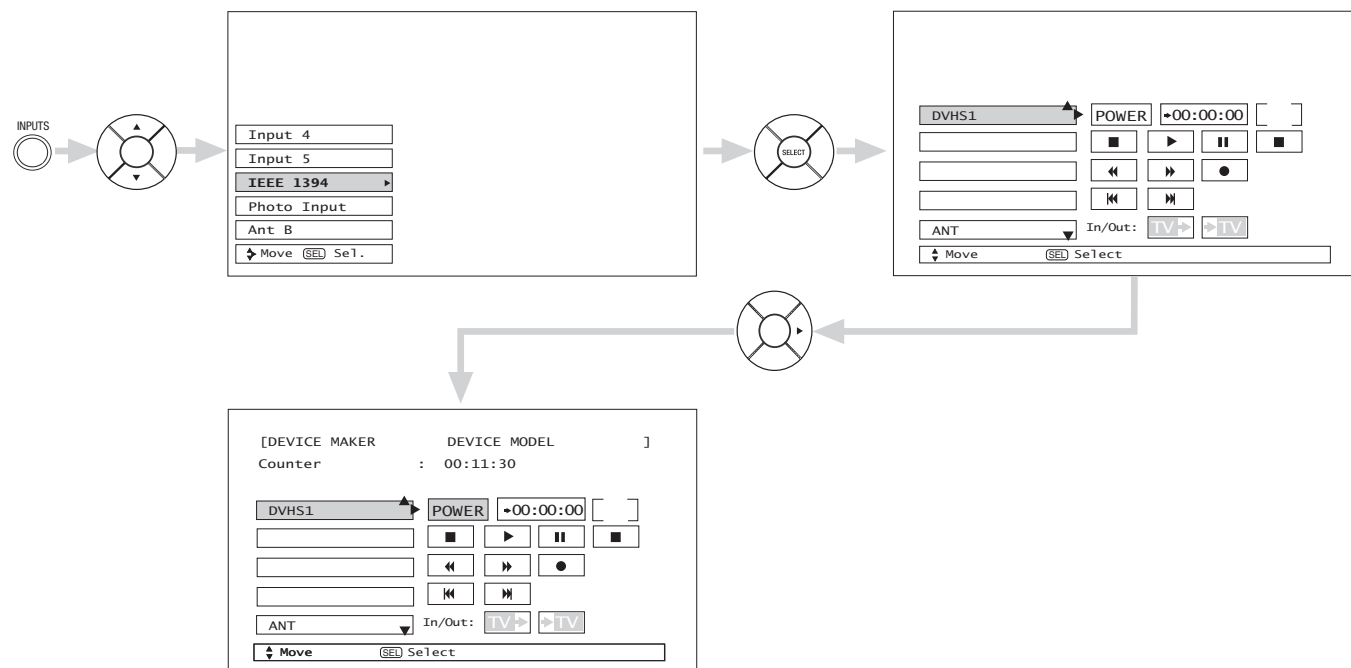 INPUTS
Input 4
Input 5
IEEE 1394
Photo Input
Ant B
Move SEL Sel.
SELECT
DVHS1 POWER 00:00:00 [ ]
ANT In/Out: TV TV
Move SEL Select
[DEVICE MAKER DEVICE MODEL ]
Counter : 00:11:30
DVHS1 POWER 00:00:00 [ ]
ANT In/Out: TV TV
Move SEL Select